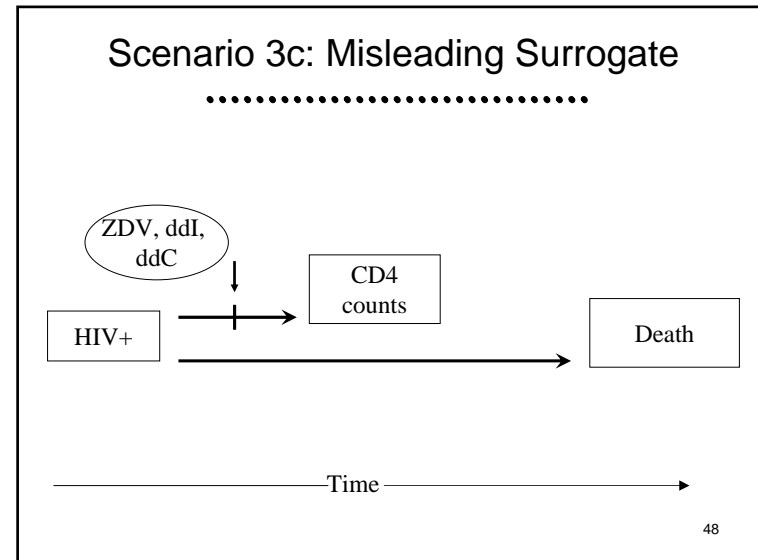 Scenario 3c: Misleading Surrogate
ZDV, ddI,
ddC
CD4
counts
HIV+
Death
Time
48